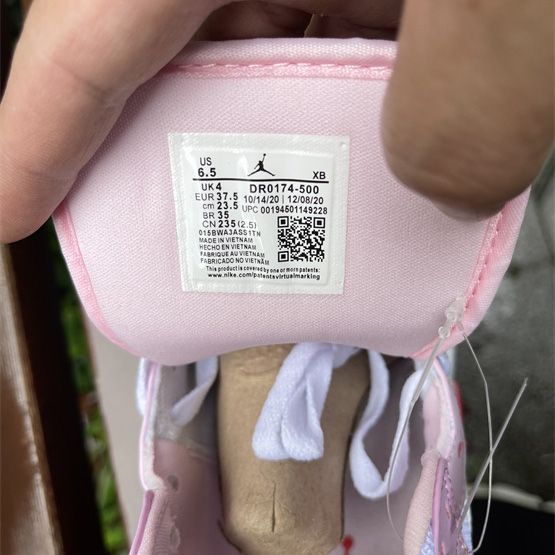 US
6.5 XB
UK 4 DR0174-500
EUR 37.5 10/14/20 | 12/08/20
cm 23.5 UPC 00194501149228
BR 35
CN 235(2.5)
015BWA3ASS1TN
MADE IN VIETNAM
HECHO EN VIETNAM
FABRIQUE AU VIETNAM
FABRICADO NO VIETNÃM
This product is covered by one or more patents:
www.nike.com/patentsvirtualmarking